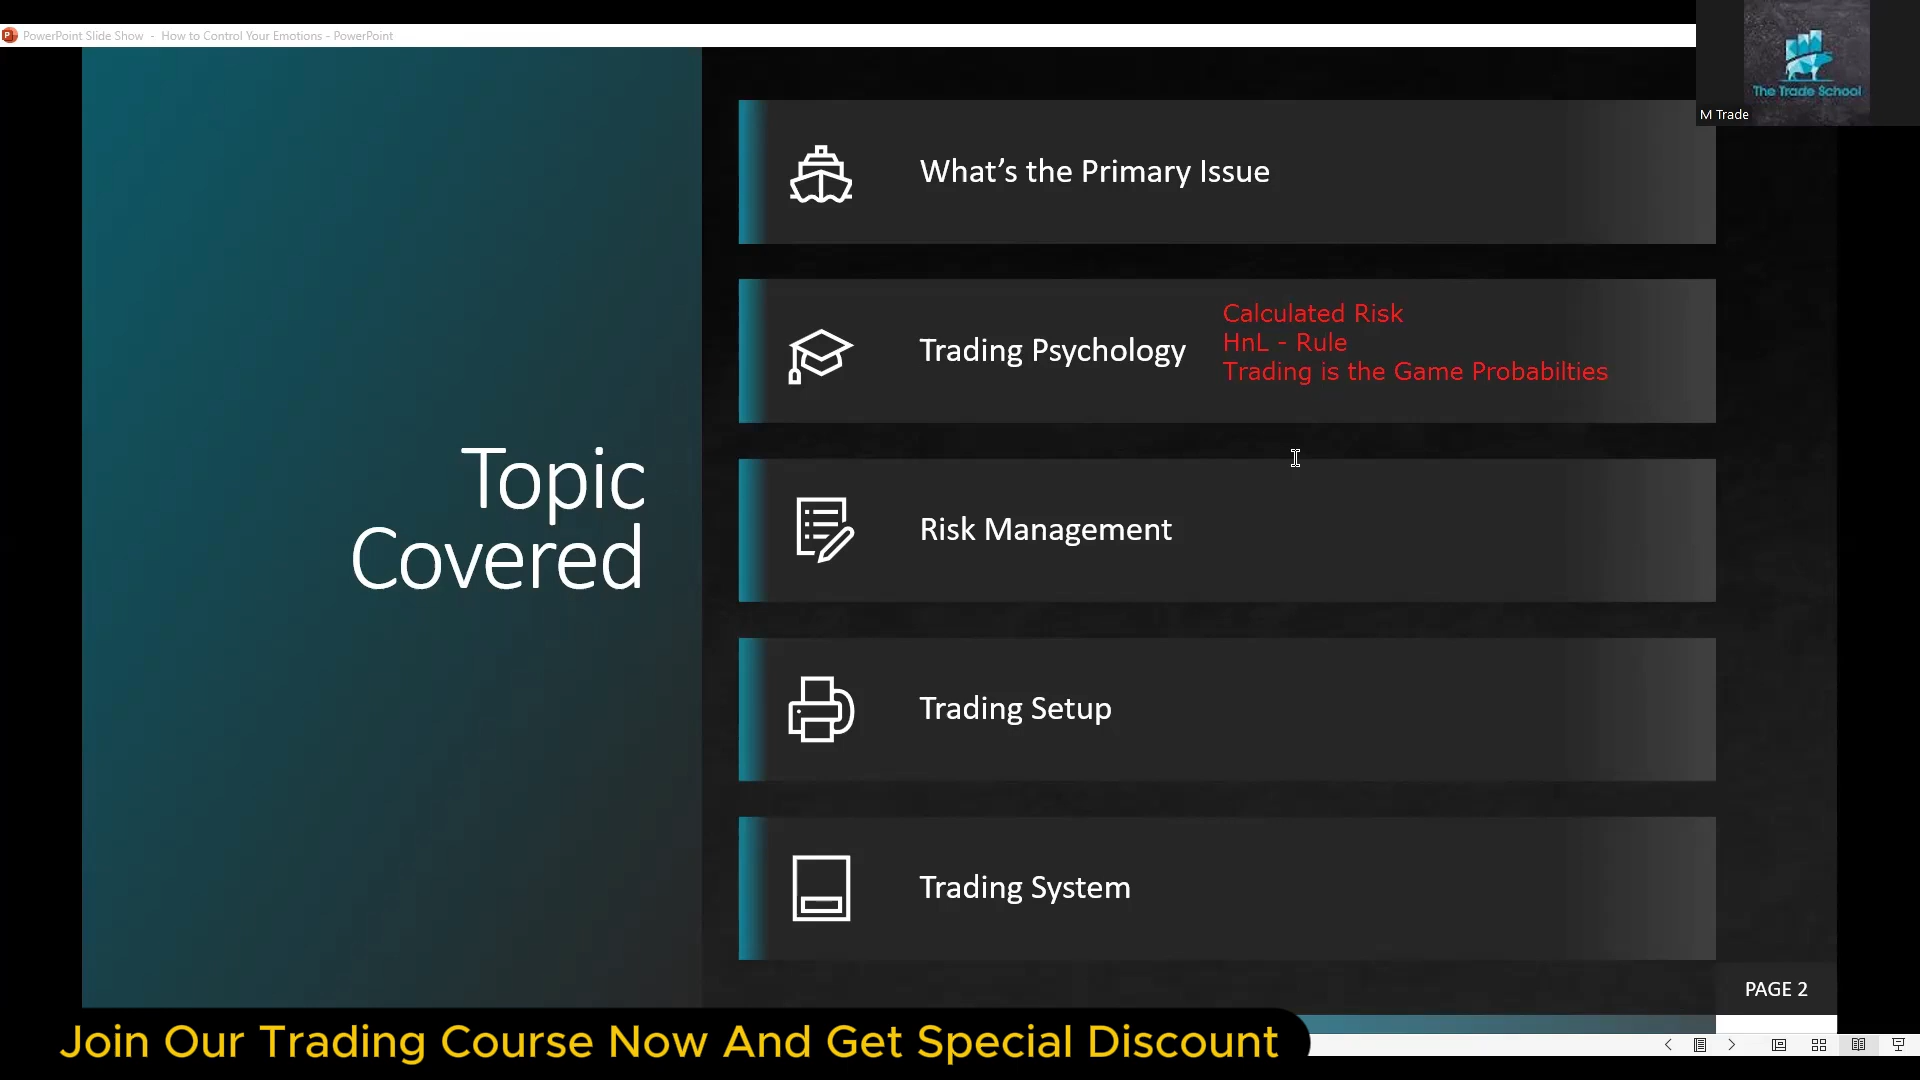 PowerPoint Slide Show - How to Control Your Emotions - PowerPoint
The Trade School
M Trade
What's the Primary Issue
Trading Psychology
Calculated Risk
HnL - Rule
Trading is the Game Probabilties
Topic
Covered
Risk Management
Trading Setup
Trading System
PAGE 2
Join Our Trading Course Now And Get Special Discount